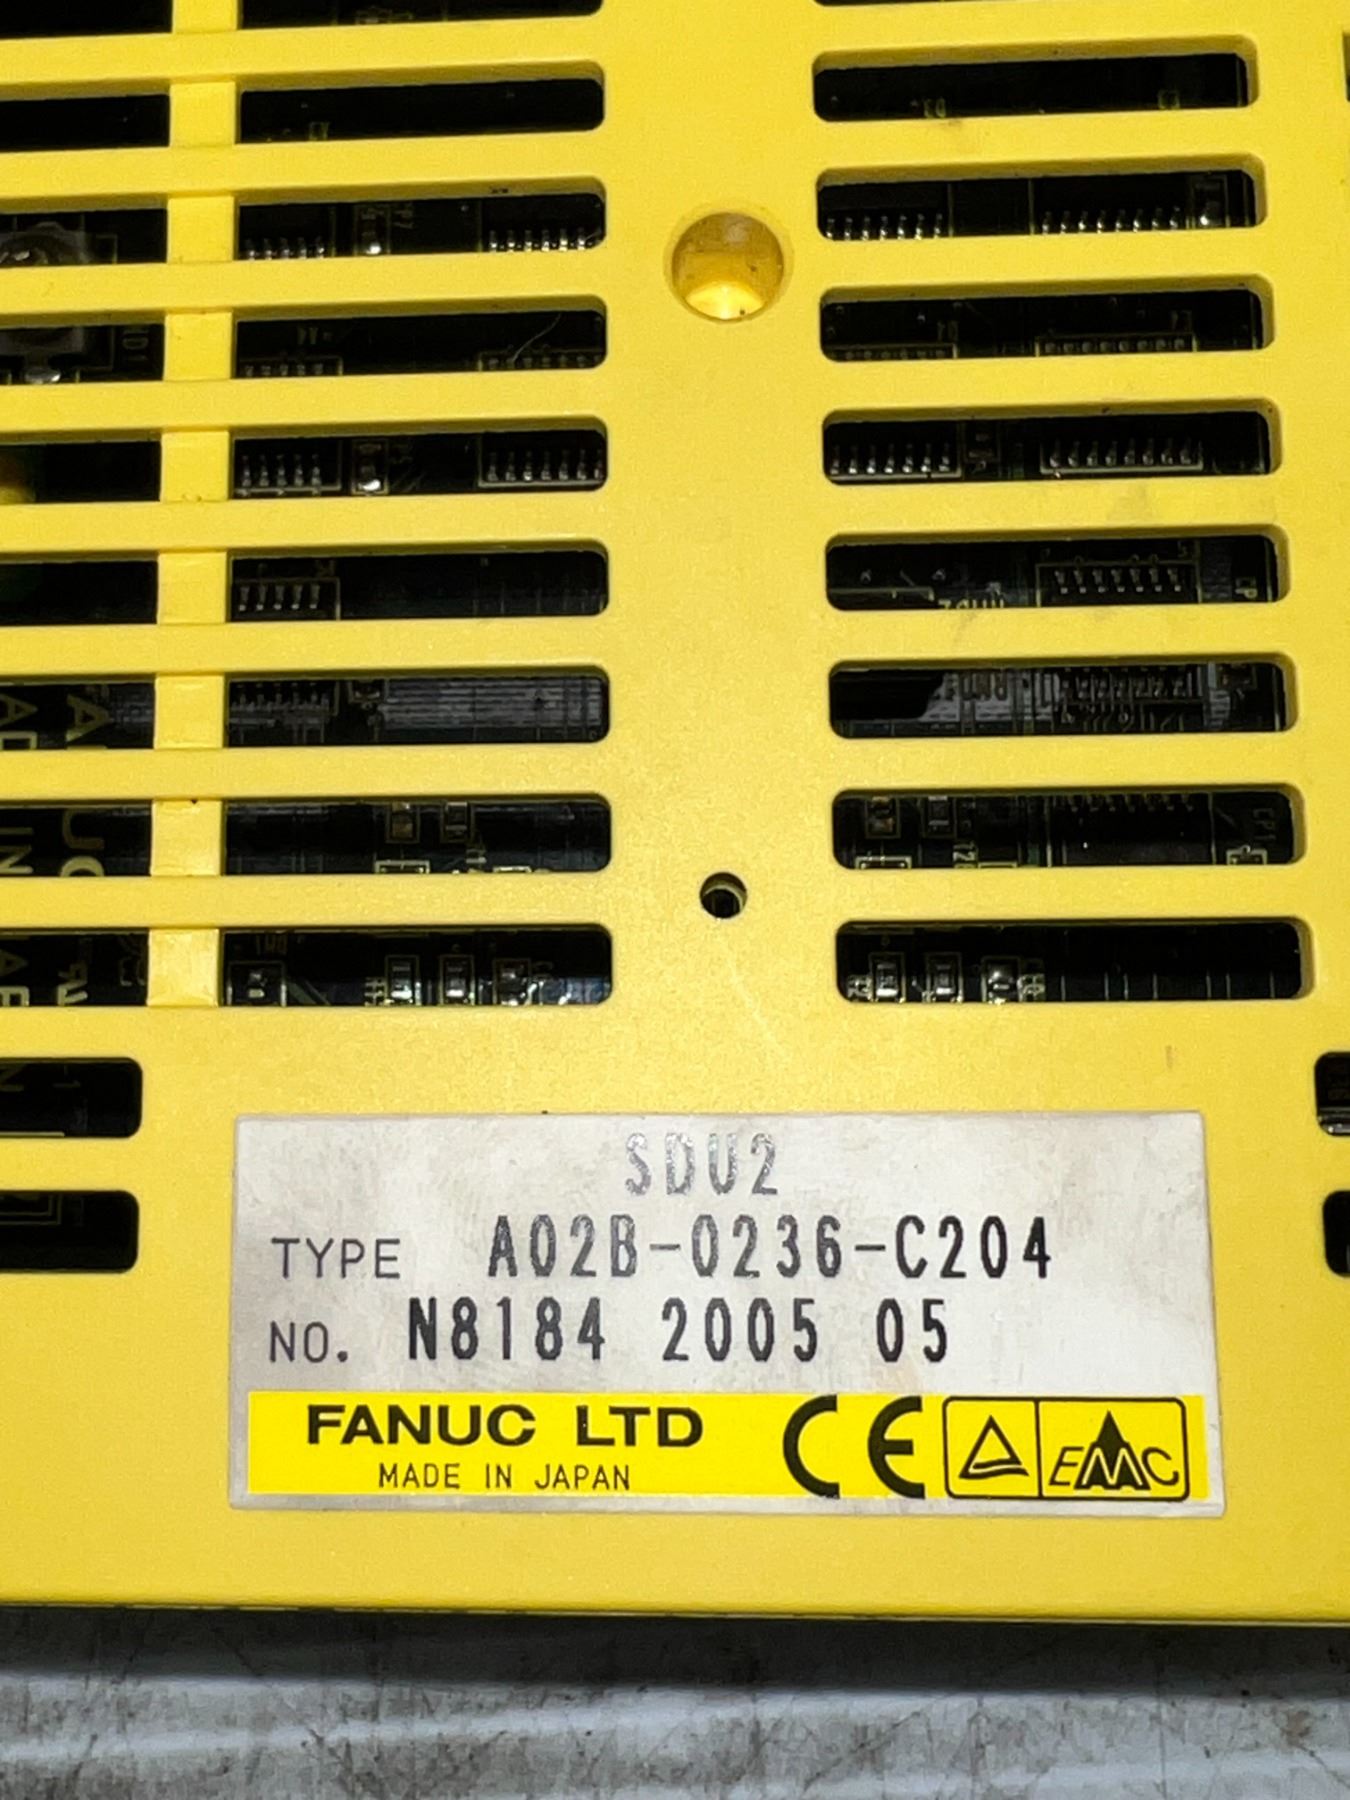 SDU2
TYPE A02B-0236-C204
NO. N8184 2005 05
FANUC LTD
MADE IN JAPAN
CE
EMC